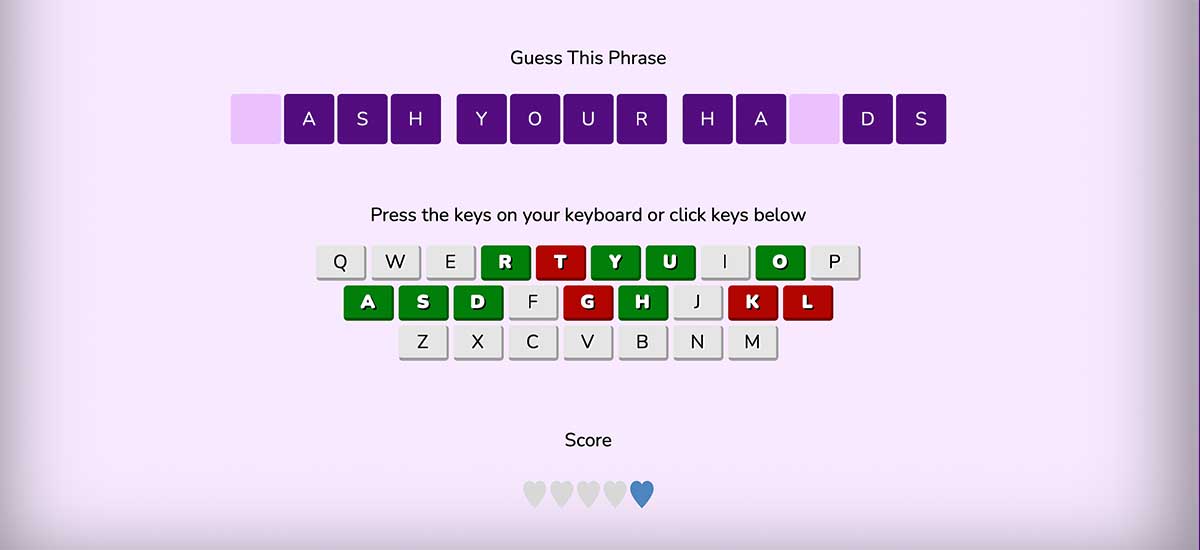 Guess This Phrase
ASH YOUR HA DS
Press the keys on your keyboard or click keys below
Q W E R T Y U I O P
A S D F G H J K L
Z X C V B N M
Score